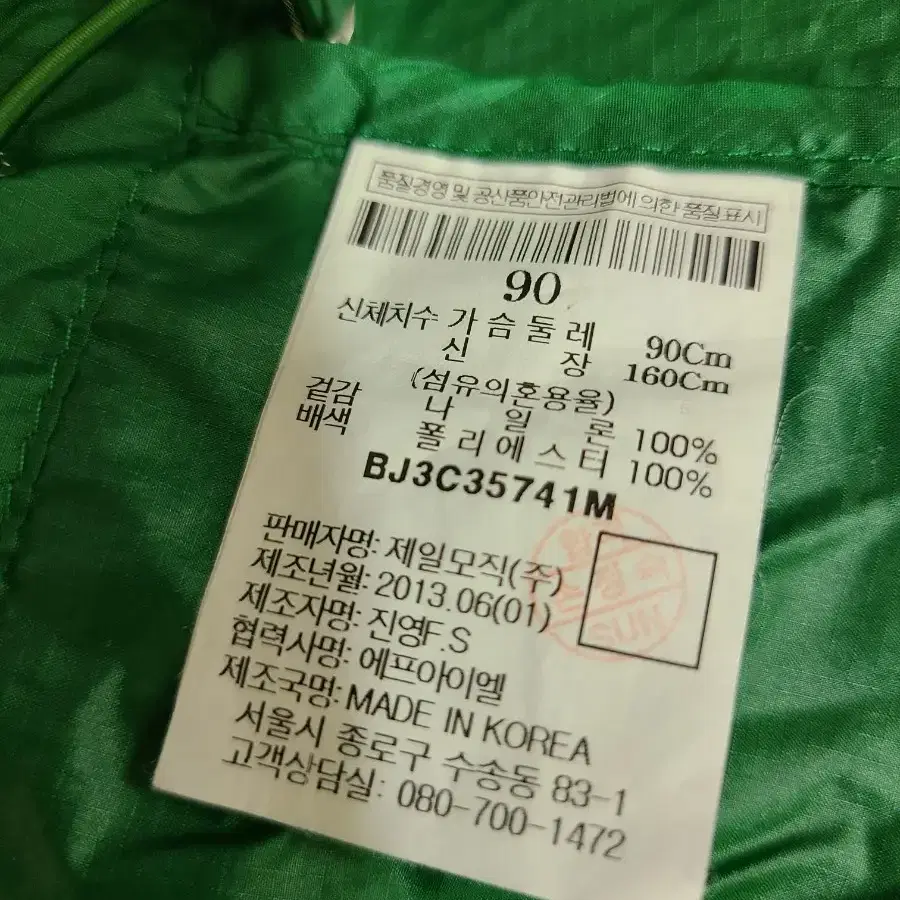 품질경영 및 공산품안전관리법에 의한 품질표시
90
신체치수 가슴둘레 90Cm
신장 160Cm
(섬유의혼용율)
겉감 나일론 100%
배색 폴리에스터 100%
BJ3C35741M
판매자명: 제일모직(주)
제조년월: 2013.06(01)
제조자명: 진영F.S
협력사명: 에프아이엘
제조국명: MADE IN KOREA
서울시 종로구 수송동 83-1
고객상담실: 080-700-1472
SUN